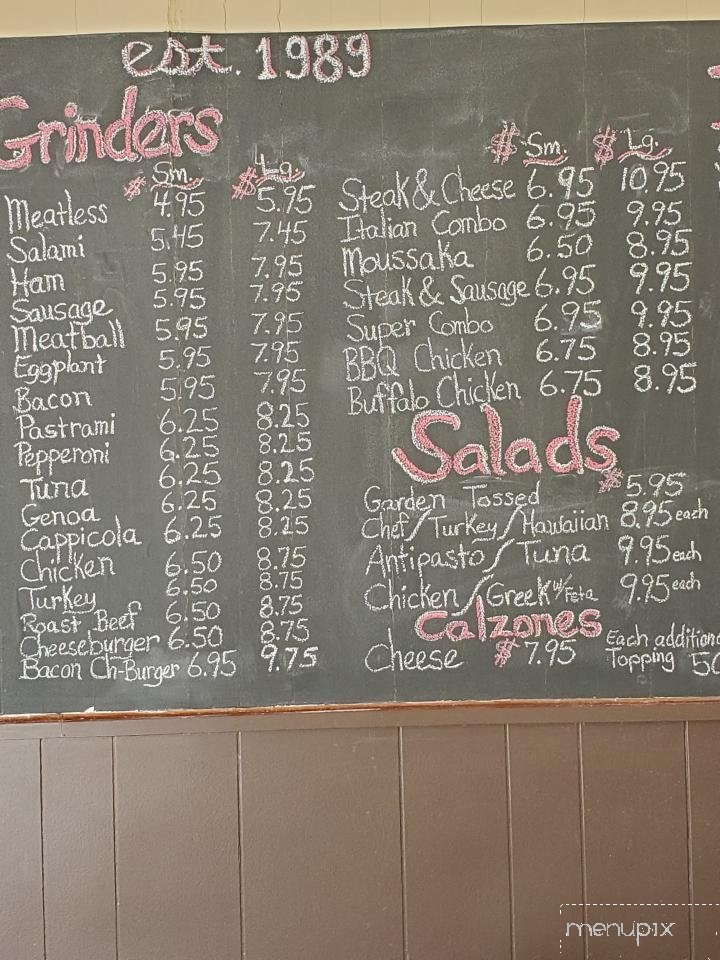 est. 1989
Grinders
$ Sm. $ Lg.
Meatless 4.95 5.95
Salami 5.45 7.45
Ham 5.95 7.95
Sausage 5.95 7.95
Meatball 5.95 7.95
Eggplant 5.95 7.95
Bacon 5.95 7.95
Pastrami 6.25 8.25
Pepperoni 6.25 8.25
Tuna 6.25 8.25
Genoa 6.25 8.25
Cappicola 6.25 8.25
Chicken 6.50 8.75
Turkey 6.50 8.75
Roast Beef 6.50 8.75
Cheeseburger 6.50 8.75
Bacon Ch-Burger 6.95 9.75
$ Sm. $ Lg.
Steak & Cheese 6.95 10.95
Italian Combo 6.95 9.95
Moussaka 6.50 8.95
Steak & Sausage 6.95 9.95
Super Combo 6.95 9.95
BBQ Chicken 6.75 8.95
Buffalo Chicken 6.75 8.95
Salads
Garden Tossed $ 5.95
Chef/Turkey/Hawaiian 8.95 each
Antipasto/Tuna 9.95 each
Chicken/Greek w/Feta 9.95 each
Calzones
Cheese $ 7.95
Each addition
Topping 50
menupix